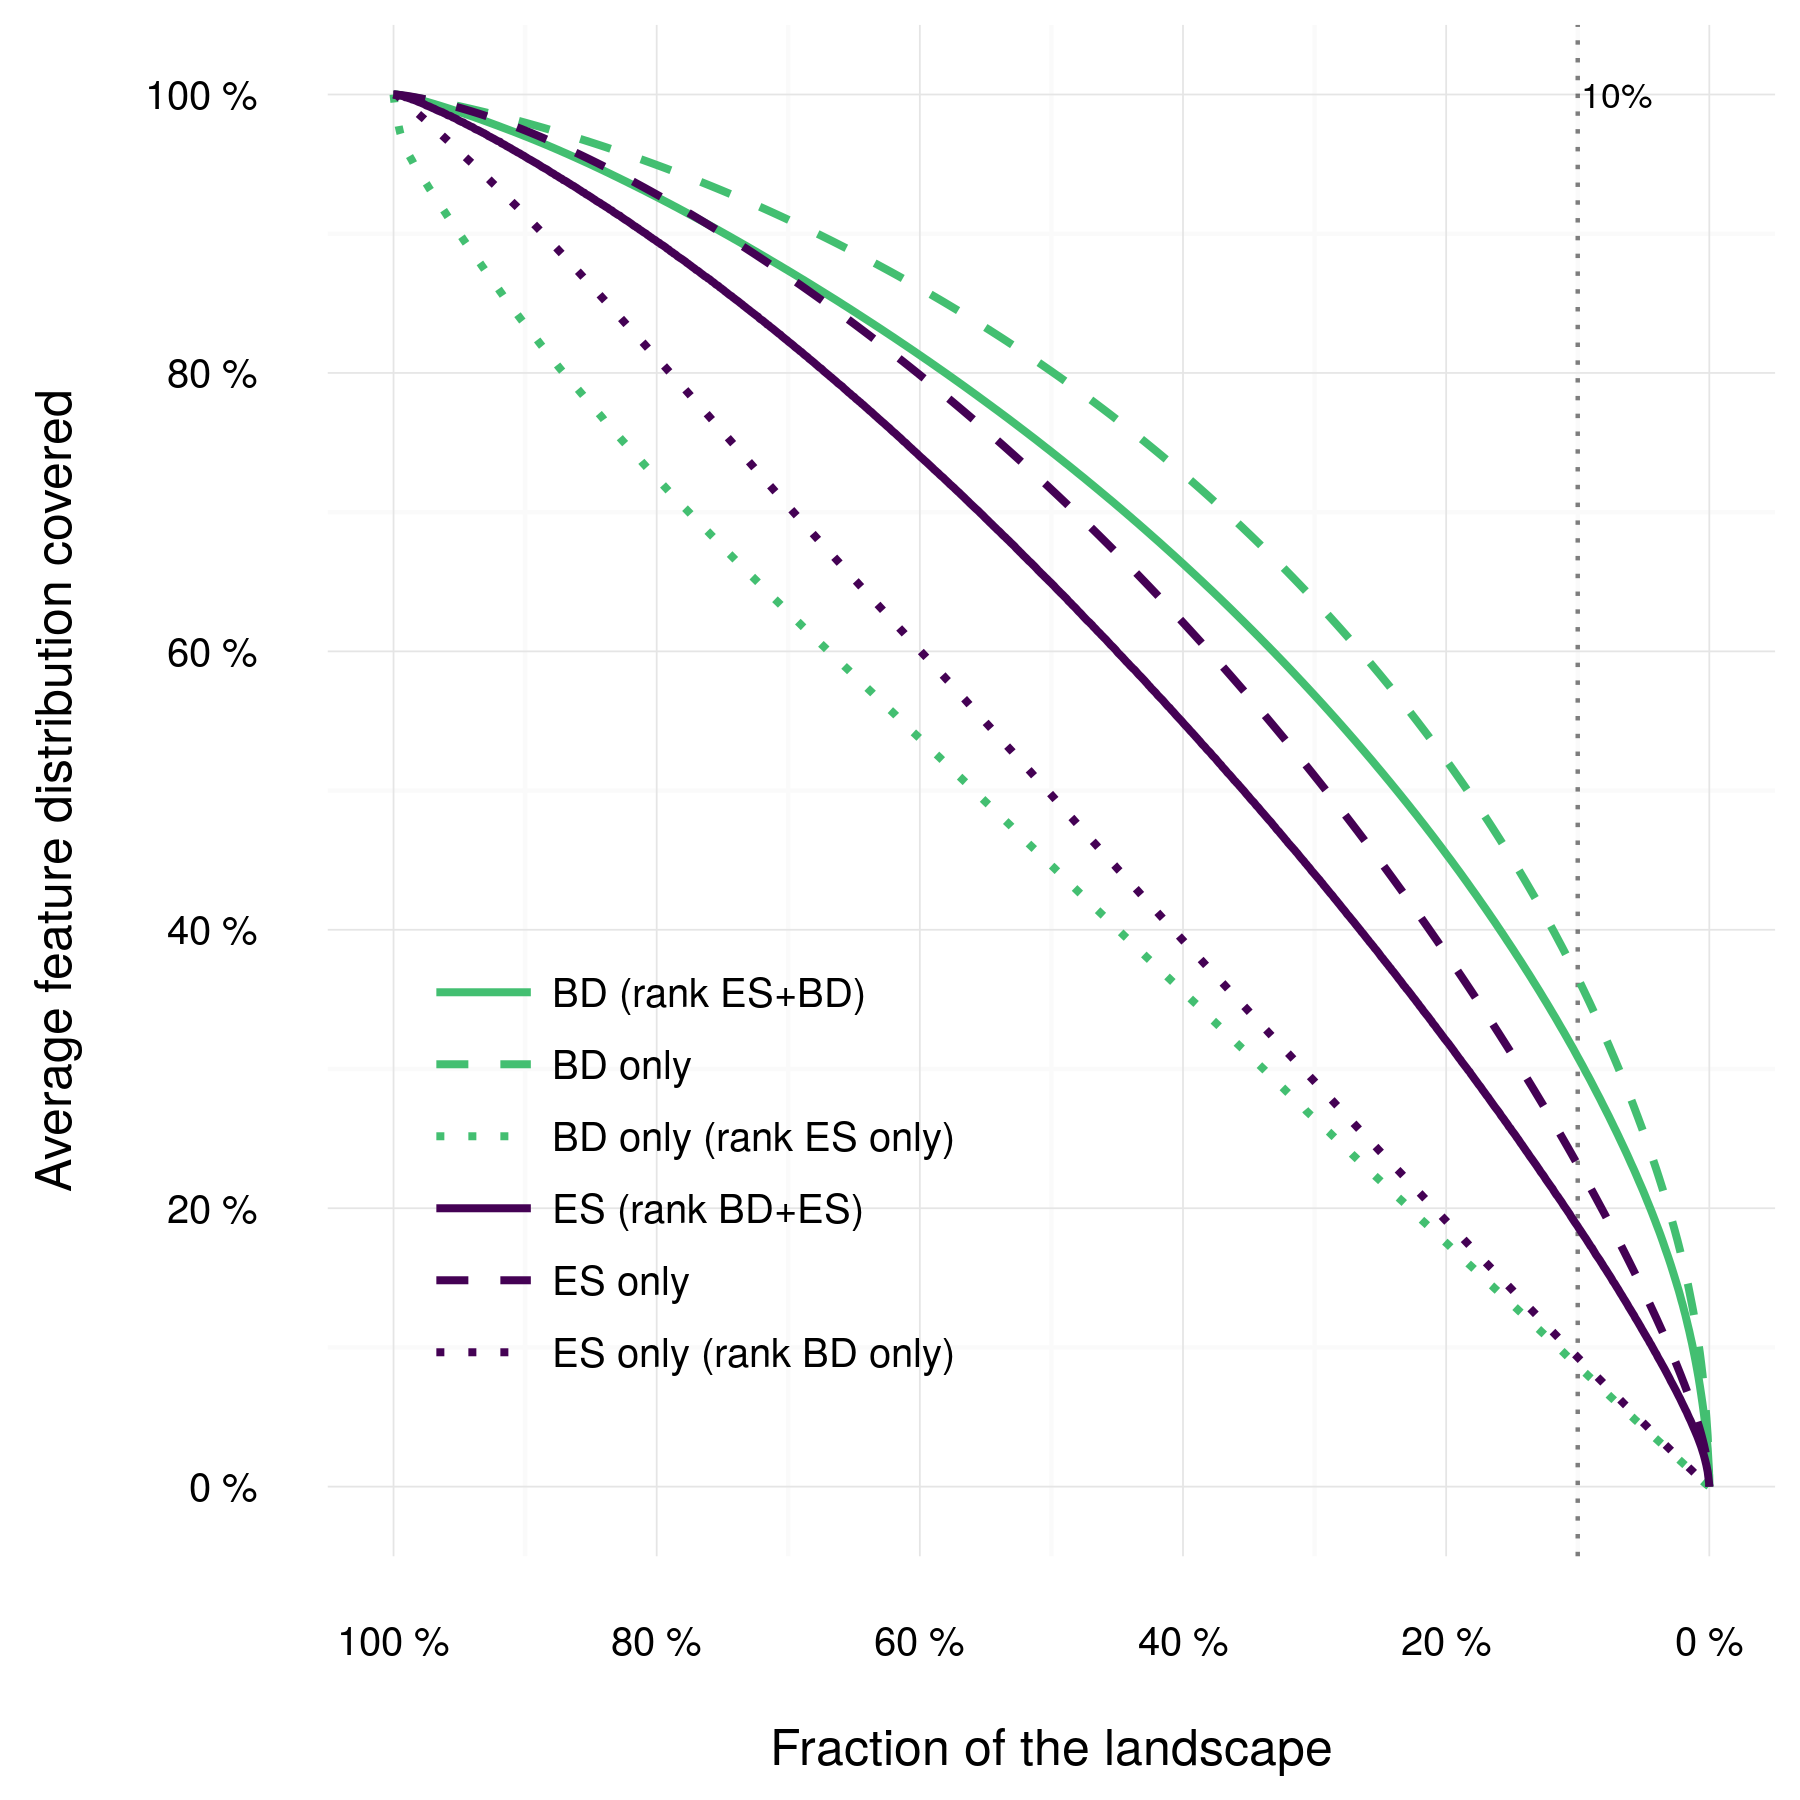 Average feature distribution covered
100 %
80 %
60 %
40 %
20 %
0 %
10%
BD (rank ES+BD)
BD only
BD only (rank ES only)
ES (rank BD+ES)
ES only
ES only (rank BD only)
100 %
80 %
60 %
40 %
20 %
0 %
Fraction of the landscape